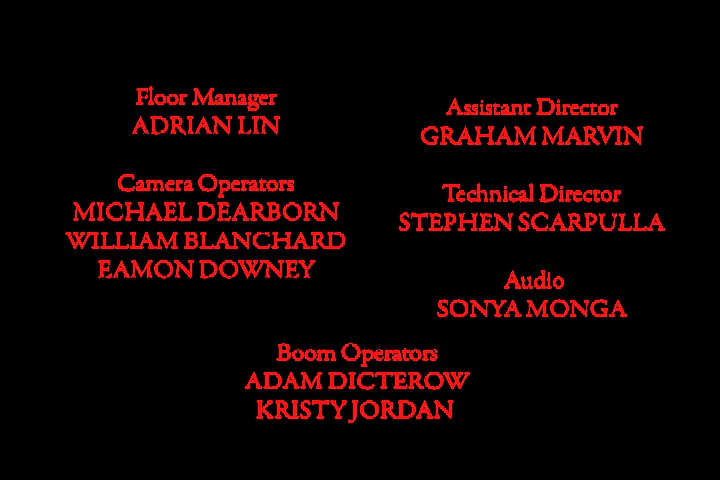 Floor Manager
ADRIAN LIN
Camera Operators
MICHAEL DEARBORN
WILLIAM BLANCHARD
EAMON DOWNEY
Assistant Director
GRAHAM MARVIN
Technical Director
STEPHEN SCARPULLA
Audio
SONYA MONGA
Boom Operators
ADAM DICTEROW
KRISTY JORDAN